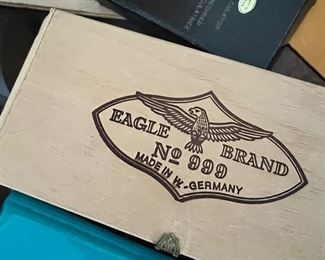 EAGLE BRAND
Nº 999
MADE IN W.-GERMANY